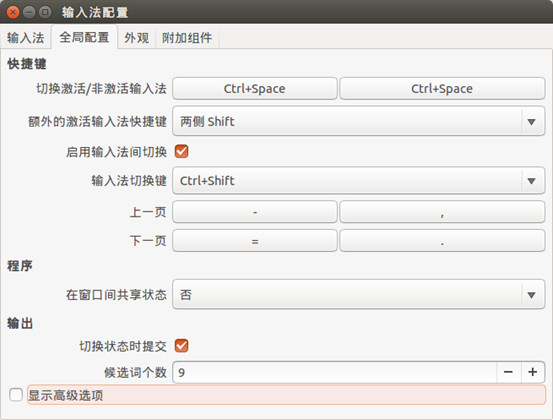 输入法配置
输入法 全局配置 外观 附加组件
快捷键
切换激活/非激活输入法 Ctrl+Space Ctrl+Space
额外的激活输入法快捷键 两侧 Shift
启用输入法间切换
输入法切换键 Ctrl+Shift
上一页 - ,
下一页 = .
程序
在窗口间共享状态 否
输出
切换状态时提交
候选词个数 9 − +
显示高级选项